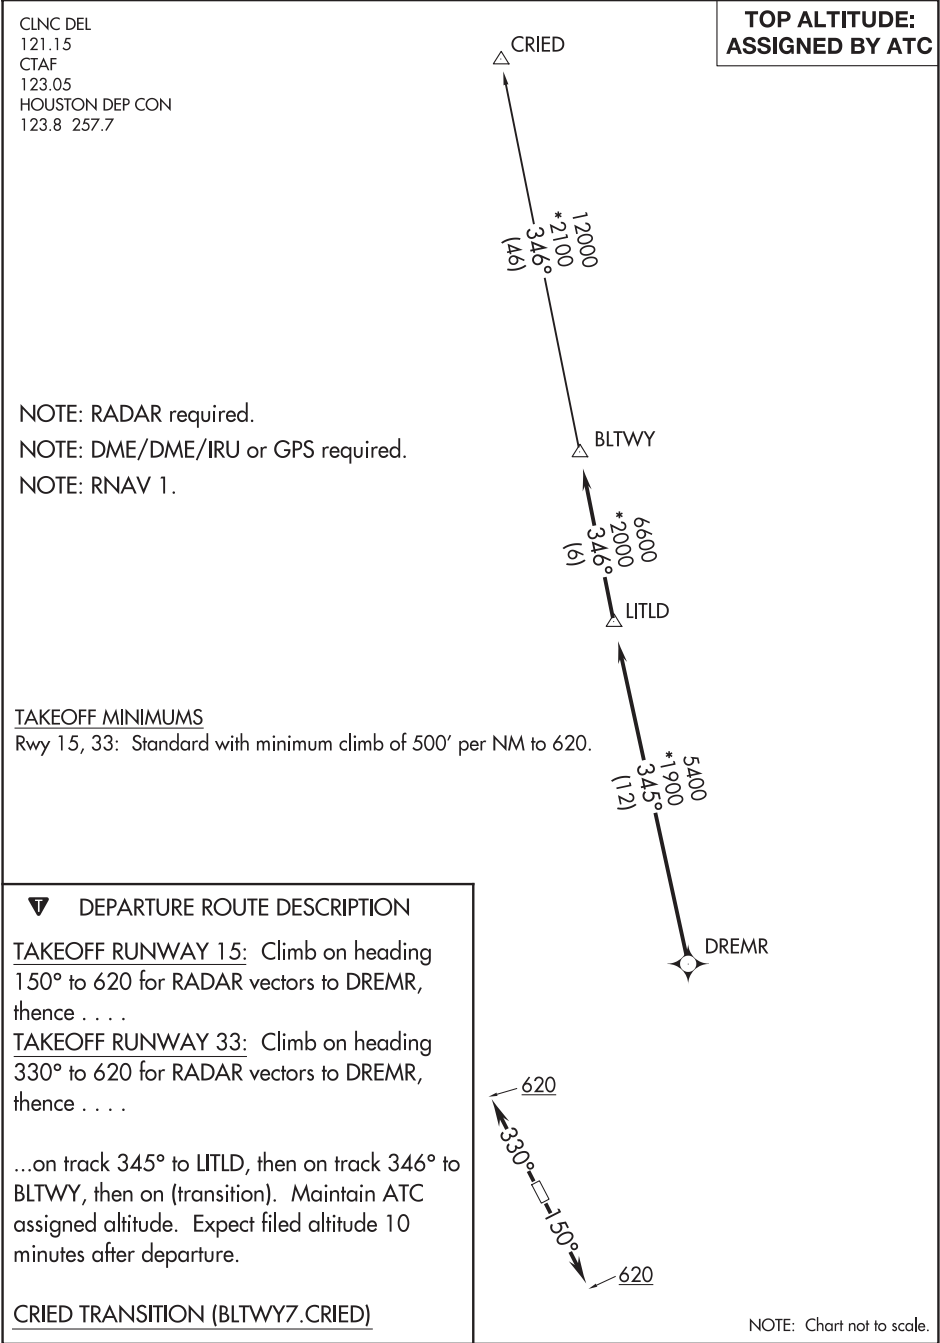 CLNC DEL
121.15
CTAF
123.05
HOUSTON DEP CON
123.8 257.7
TOP ALTITUDE:
ASSIGNED BY ATC
CRIED
12000
*2100
346°
(46)
NOTE: RADAR required.
NOTE: DME/DME/IRU or GPS required.
NOTE: RNAV 1.
BLTWY
6600
*2000
346°
(6)
LITLD
TAKEOFF MINIMUMS
Rwy 15, 33: Standard with minimum climb of 500' per NM to 620.
5400
*1900
345°
(12)
DREMR
T DEPARTURE ROUTE DESCRIPTION
TAKEOFF RUNWAY 15: Climb on heading
150° to 620 for RADAR vectors to DREMR,
thence . . . .
TAKEOFF RUNWAY 33: Climb on heading
330° to 620 for RADAR vectors to DREMR,
thence . . . .
...on track 345° to LITLD, then on track 346° to
BLTWY, then on (transition). Maintain ATC
assigned altitude. Expect filed altitude 10
minutes after departure.
CRIED TRANSITION (BLTWY7.CRIED)
620
330°
150°
620
NOTE: Chart not to scale.